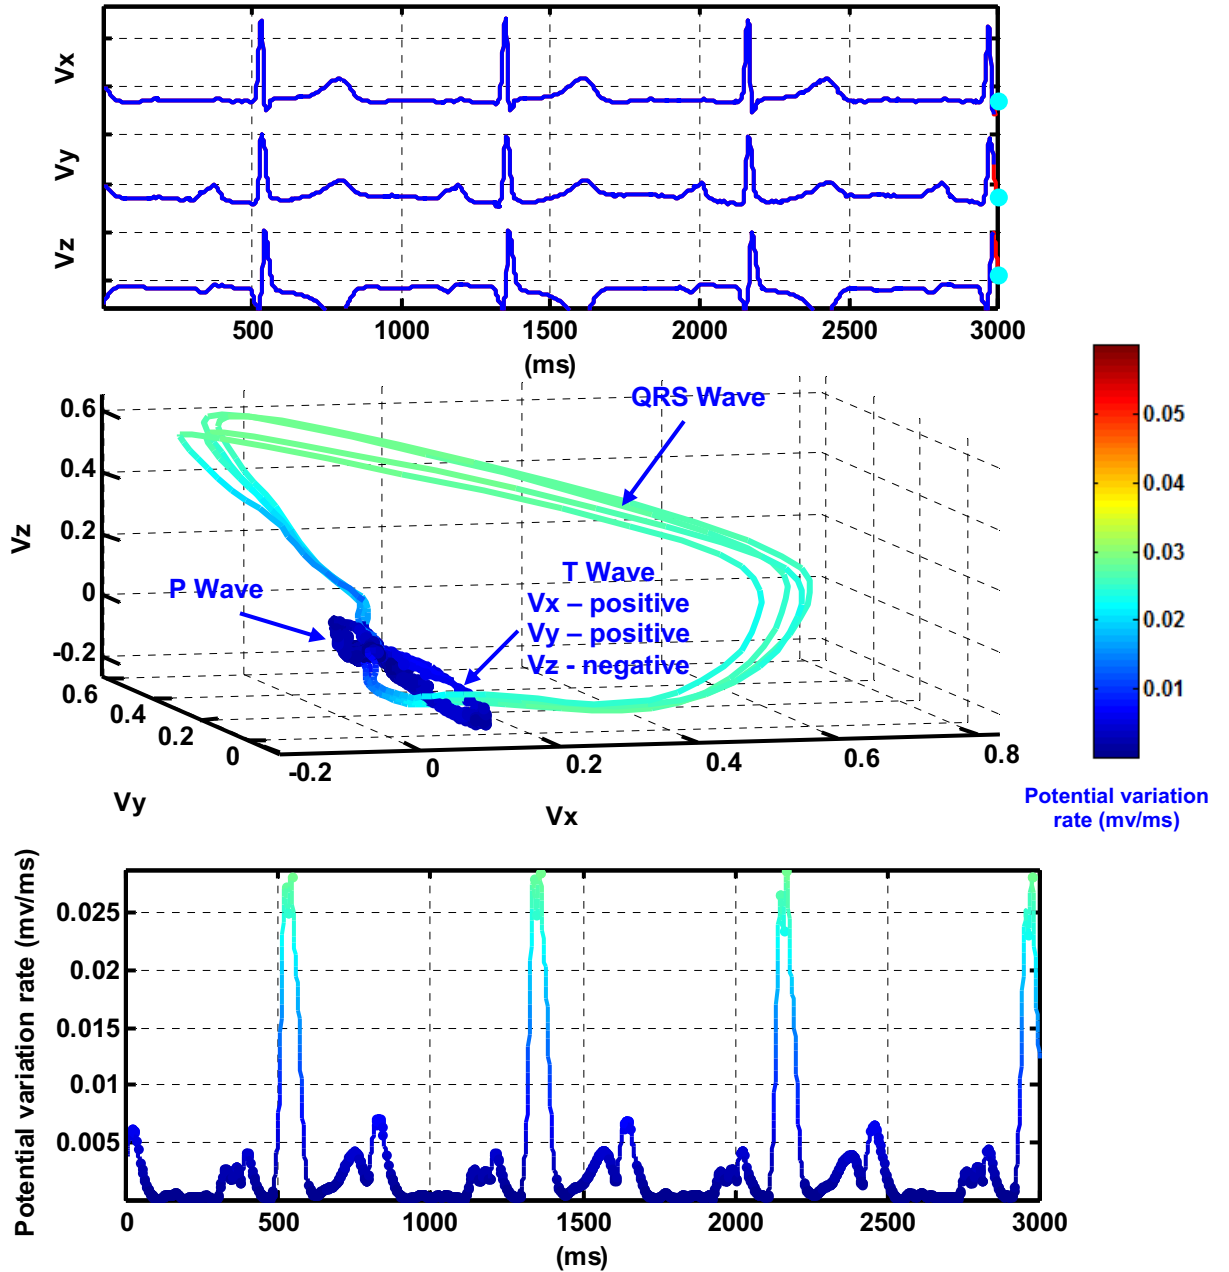 Vx
Vy
Vz
500
1000
1500
2000
2500
3000
(ms)
QRS Wave
0.6
0.4
0.2
0
-0.2
Vz
P Wave
T Wave
Vx – positive
Vy – positive
Vz - negative
0.6
0.4
0.2
0
Vy
-0.2
0
0.2
0.4
0.6
0.8
Vx
0.05
0.04
0.03
0.02
0.01
Potential variation
rate (mv/ms)
Potential variation rate (mv/ms)
0.025
0.02
0.015
0.01
0.005
0
500
1000
1500
2000
2500
3000
(ms)